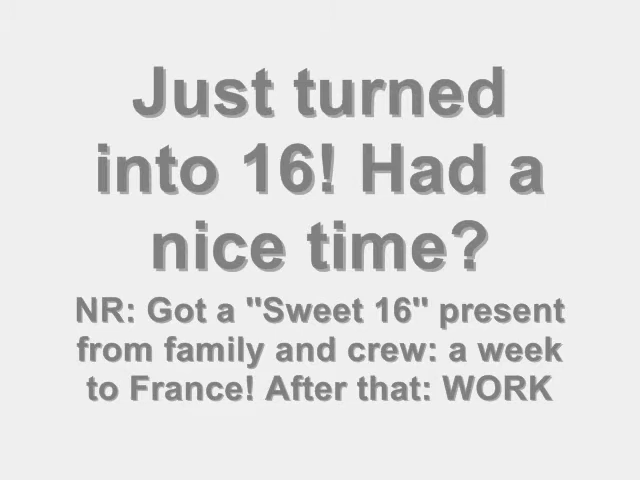 Just turned
into 16! Had a
nice time?
NR: Got a "Sweet 16" present
from family and crew: a week
to France! After that: WORK